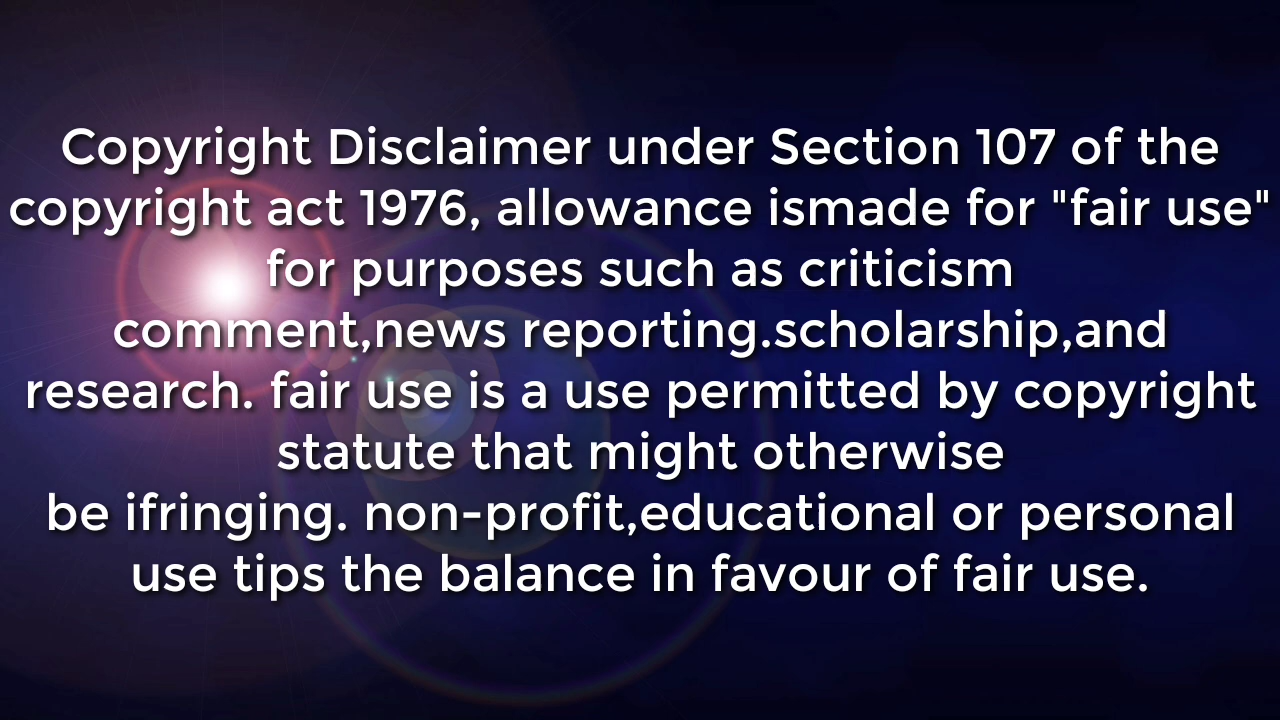 Copyright Disclaimer under Section 107 of the
copyright act 1976, allowance ismade for "fair use"
for purposes such as criticism
comment,news reporting.scholarship,and
research. fair use is a use permitted by copyright
statute that might otherwise
be ifringing. non-profit,educational or personal
use tips the balance in favour of fair use.